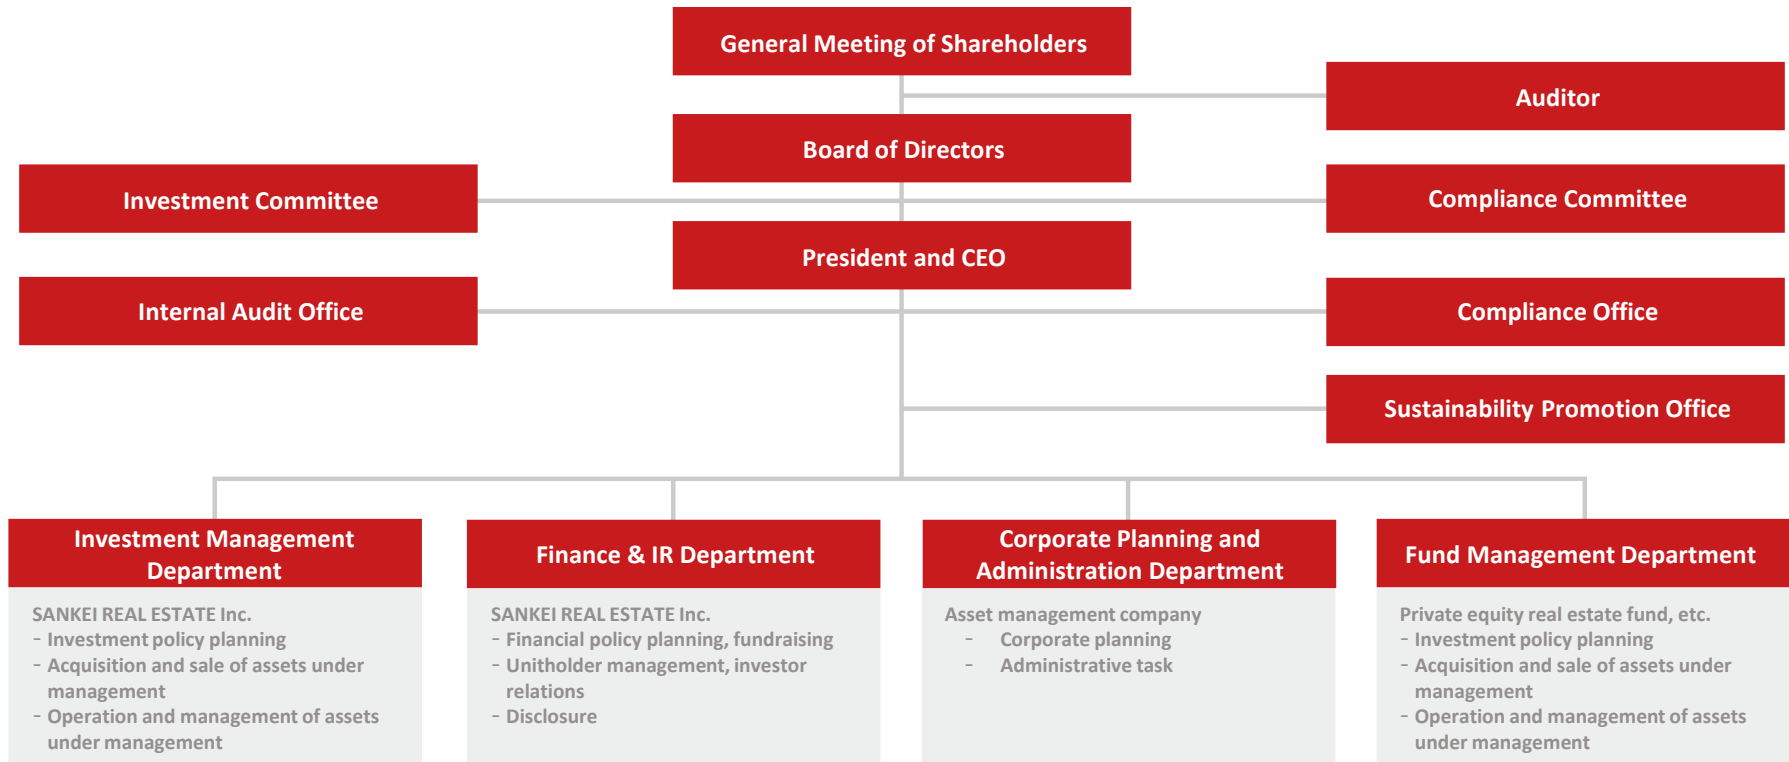 General Meeting of Shareholders
Auditor
Board of Directors
Investment Committee
Compliance Committee
President and CEO
Internal Audit Office
Compliance Office
Sustainability Promotion Office
Investment Management
Department
SANKEI REAL ESTATE Inc.
- Investment policy planning
- Acquisition and sale of assets under
management
- Operation and management of assets
under management
Finance & IR Department
SANKEI REAL ESTATE Inc.
- Financial policy planning, fundraising
- Unitholder management, investor
relations
- Disclosure
Corporate Planning and
Administration Department
Asset management company
- Corporate planning
- Administrative task
Fund Management Department
Private equity real estate fund, etc.
- Investment policy planning
- Acquisition and sale of assets under
management
- Operation and management of assets
under management